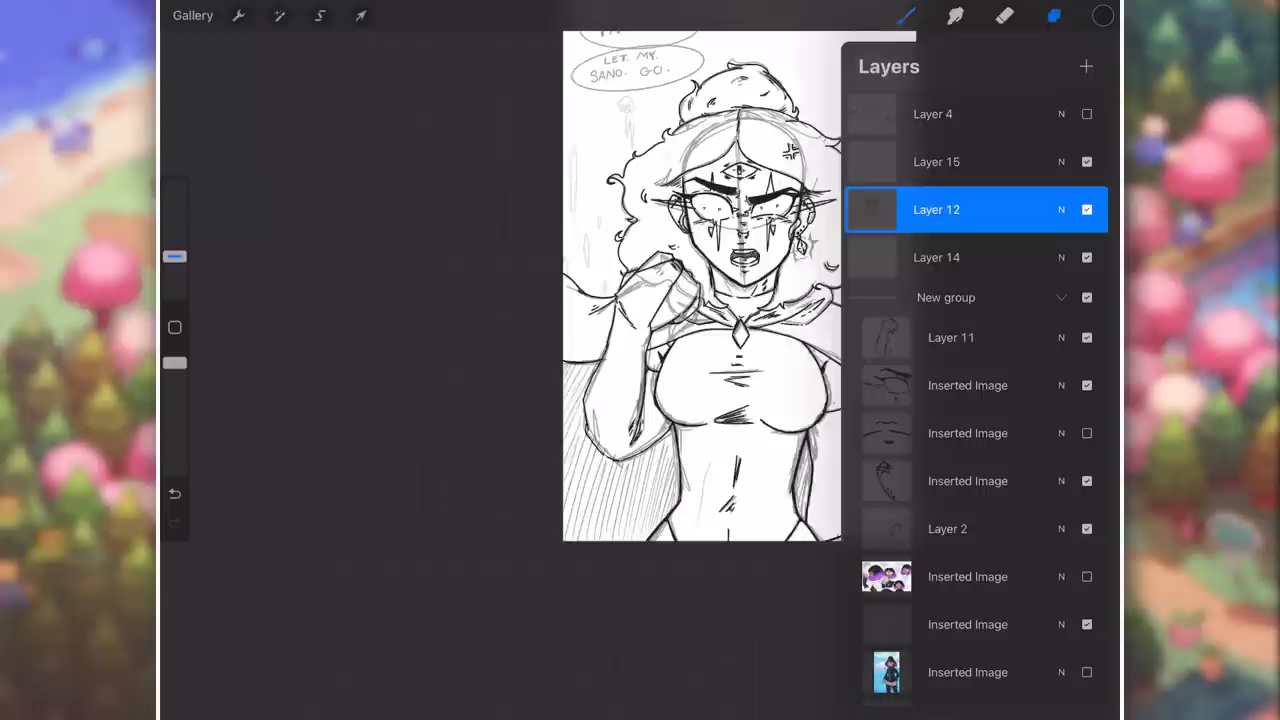 Gallery
LET. MY.
SANO. GO.
Layers
Layer 4 N
Layer 15 N
Layer 12 N
Layer 14 N
New group
Layer 11 N
Inserted Image N
Inserted Image N
Inserted Image N
Layer 2 N
Inserted Image N
Inserted Image N
Inserted Image N